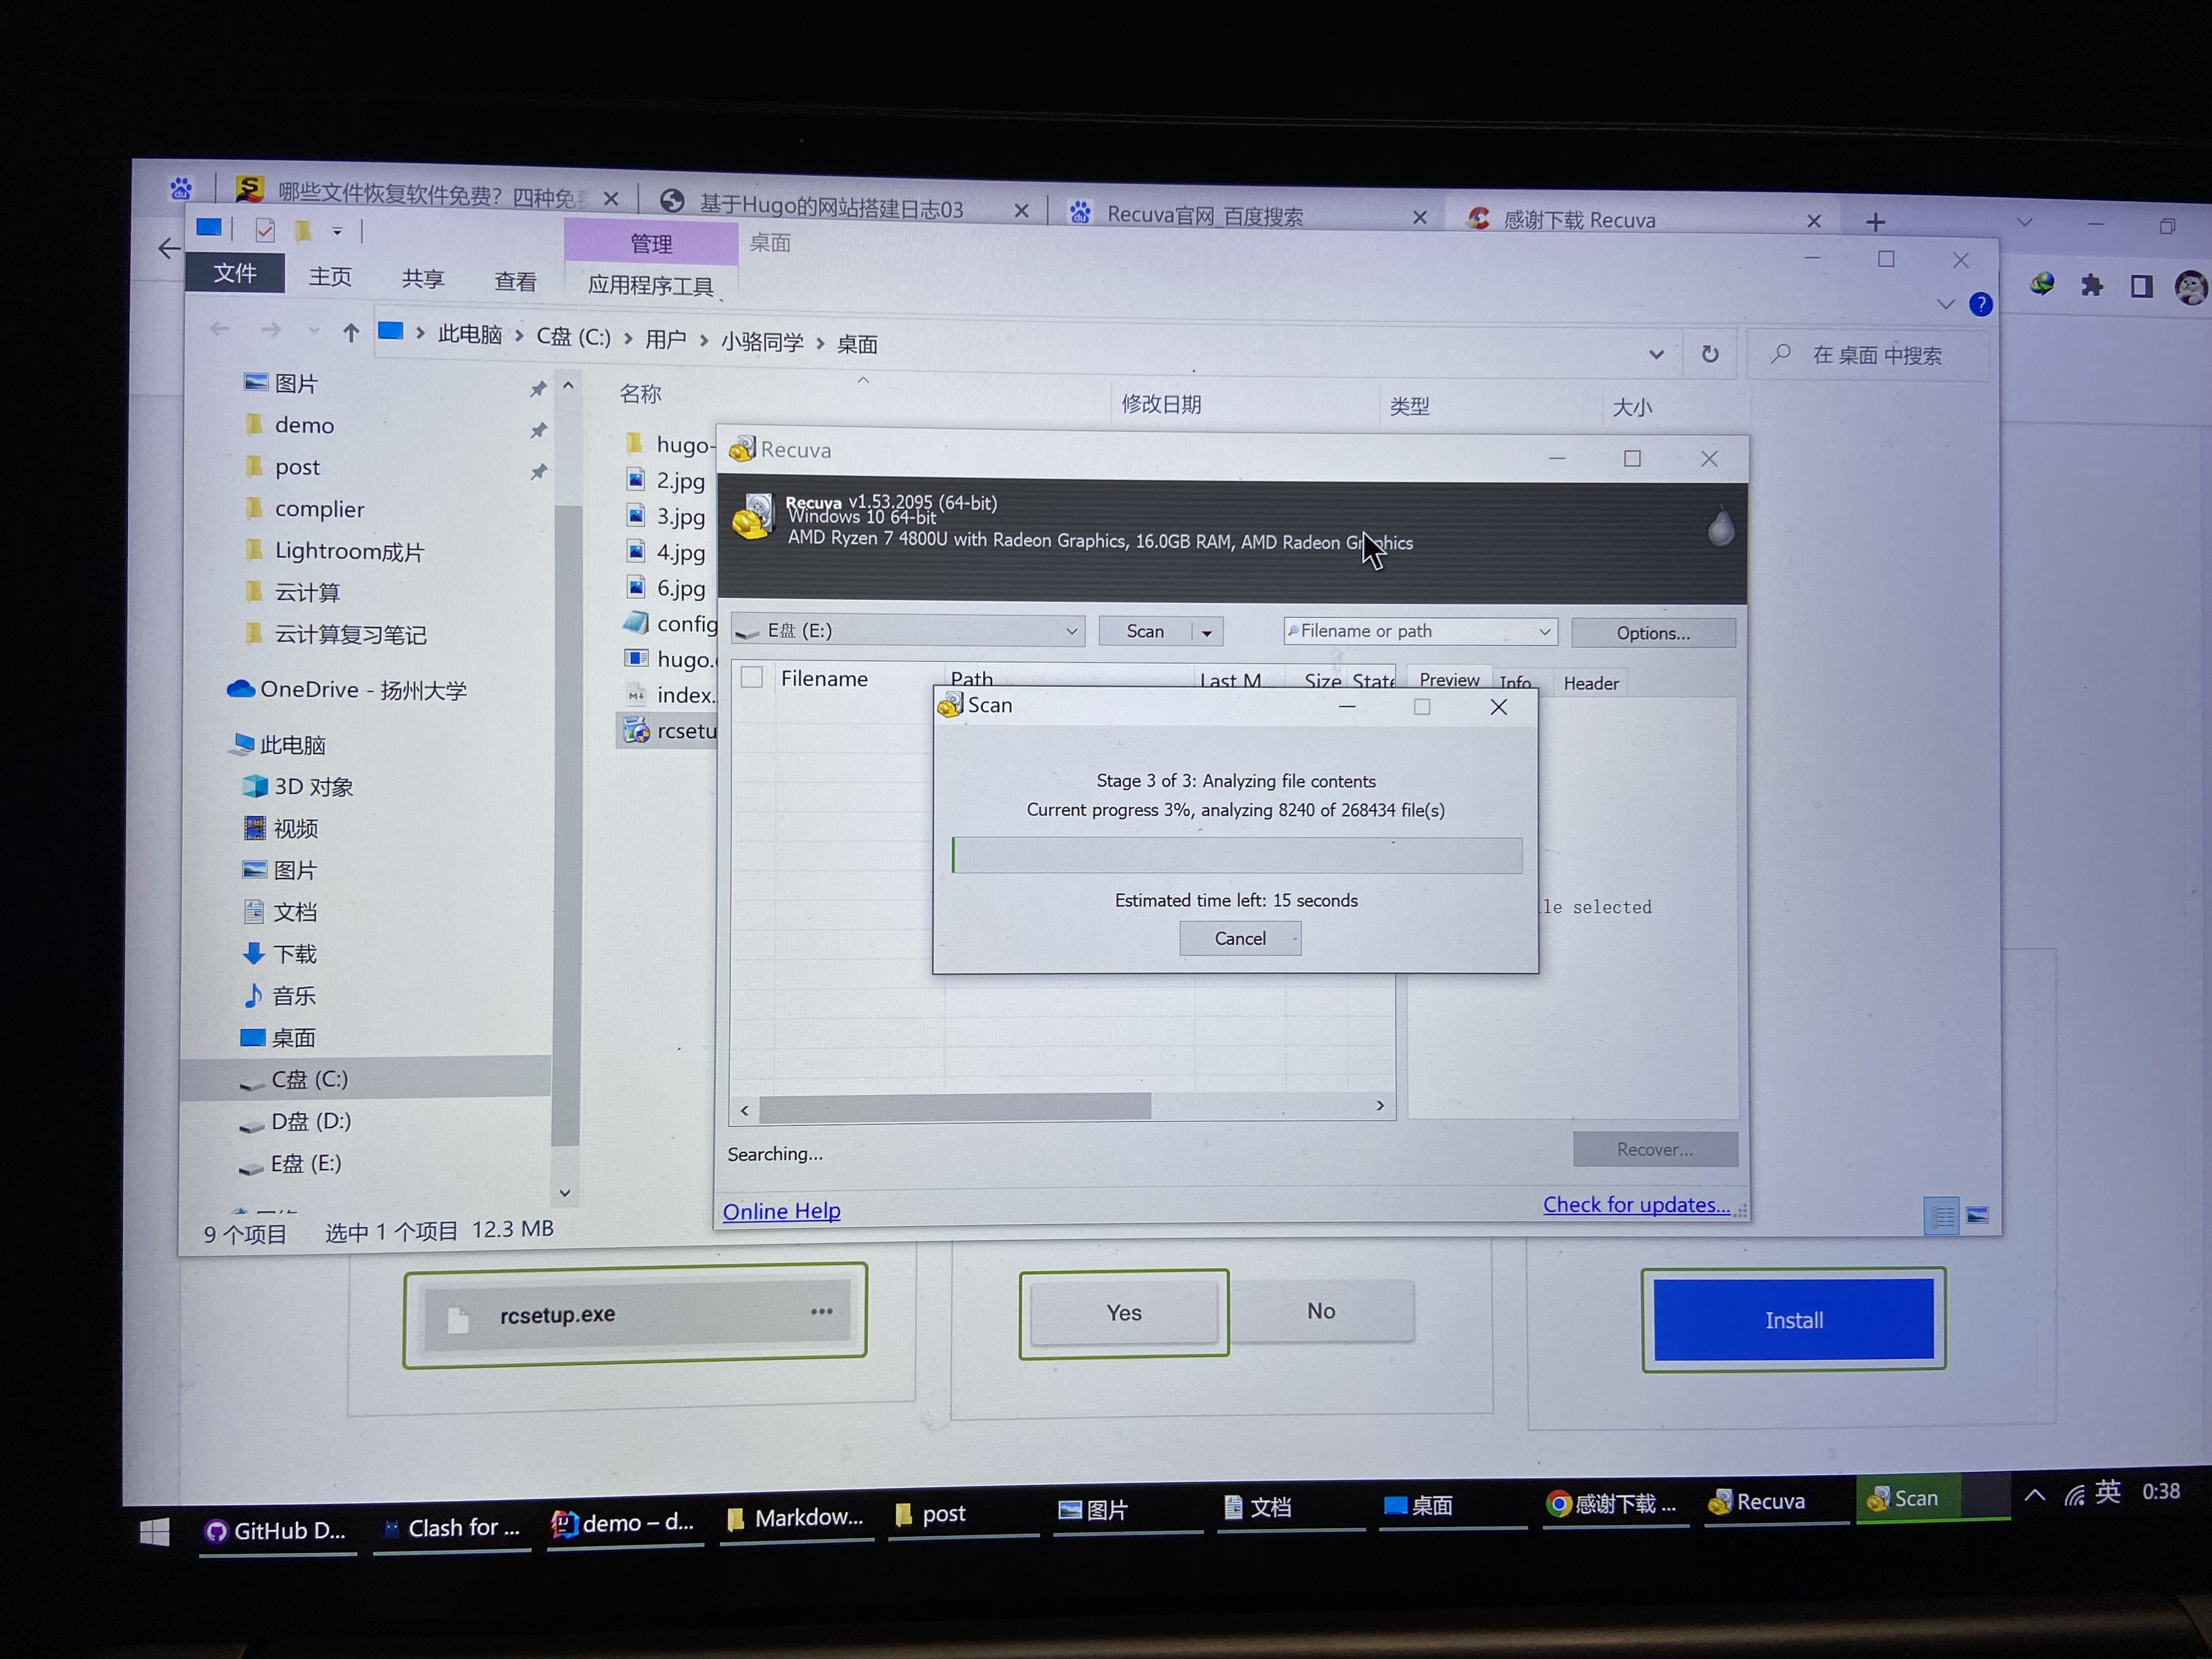 哪些文件恢复软件免费？四种免
基于Hugo的网站搭建日志03
Recuva官网_百度搜索
感谢下载 Recuva
管理
桌面
文件
主页
共享
查看
应用程序工具
此电脑 › C盘 (C:) › 用户 › 小骆同学 › 桌面
在 桌面 中搜索
图片
demo
post
complier
Lightroom成片
云计算
云计算复习笔记
OneDrive - 扬州大学
此电脑
3D 对象
视频
图片
文档
下载
音乐
桌面
C盘 (C:)
D盘 (D:)
E盘 (E:)
名称
修改日期
类型
大小
hugo-
2.jpg
3.jpg
4.jpg
6.jpg
config
hugo.
index.
rcsetu
9 个项目
选中 1 个项目 12.3 MB
Recuva
Recuva v1.53.2095 (64-bit)
Windows 10 64-bit
AMD Ryzen 7 4800U with Radeon Graphics, 16.0GB RAM, AMD Radeon Graphics
E盘 (E:)
Scan
Filename or path
Options...
Filename
Path
Last M...
Size
State
Preview
Info
Header
Scan
Stage 3 of 3: Analyzing file contents
Current progress 3%, analyzing 8240 of 268434 file(s)
Estimated time left: 15 seconds
Cancel
le selected
Searching...
Recover...
Online Help
Check for updates...
rcsetup.exe
Yes
No
Install
GitHub D...
Clash for ...
demo – d...
Markdow...
post
图片
文档
桌面
感谢下载 ...
Recuva
Scan
英
0:38